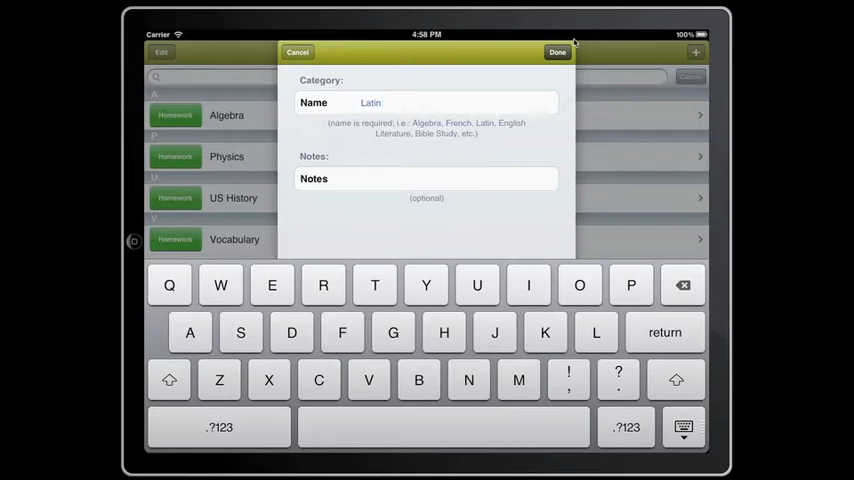 Carrier 4:58 PM 100%
Edit Cancel Done +
Category:
Cancel
A
Name Latin
Homework Algebra
(name is required; i.e.: Algebra, French, Latin, English
Literature, Bible Study, etc.)
P
Homework Physics
Notes:
U
Notes
Homework US History
(optional)
V
Homework Vocabulary
Q W E R T Y U I O P
A S D F G H J K L return
Z X C V B N M ! , ? .
.?123 .?123